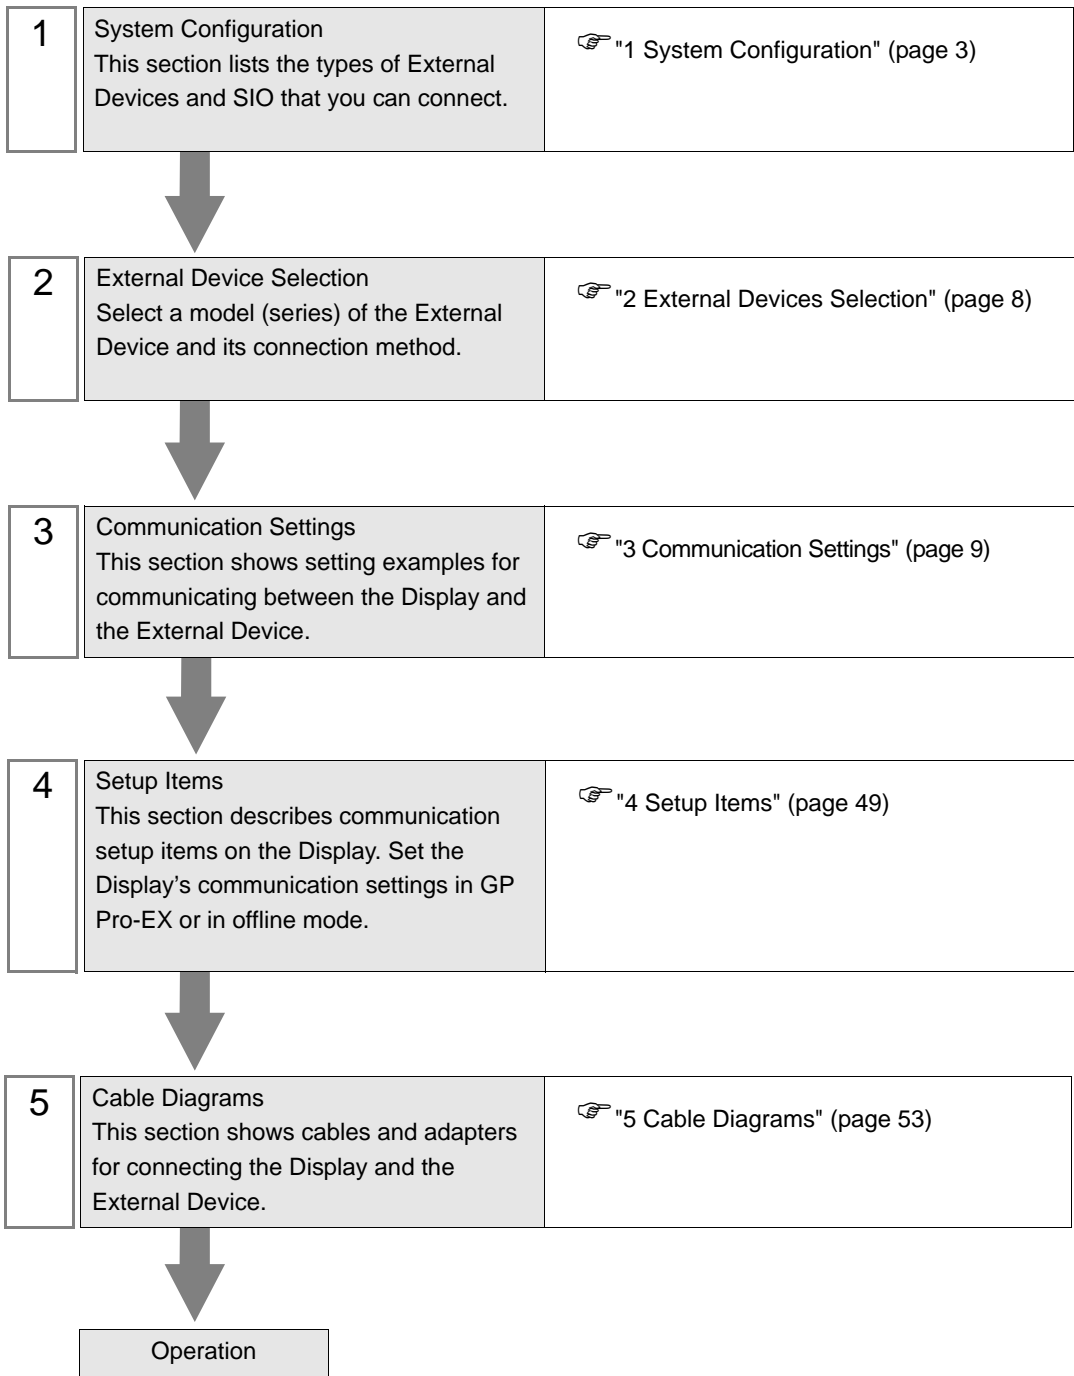 1
System Configuration
This section lists the types of External
Devices and SIO that you can connect.
"1 System Configuration" (page 3)
2
External Device Selection
Select a model (series) of the External
Device and its connection method.
"2 External Devices Selection" (page 8)
3
Communication Settings
This section shows setting examples for
communicating between the Display and
the External Device.
"3 Communication Settings" (page 9)
4
Setup Items
This section describes communication
setup items on the Display. Set the
Display’s communication settings in GP
Pro-EX or in offline mode.
"4 Setup Items" (page 49)
5
Cable Diagrams
This section shows cables and adapters
for connecting the Display and the
External Device.
"5 Cable Diagrams" (page 53)
Operation